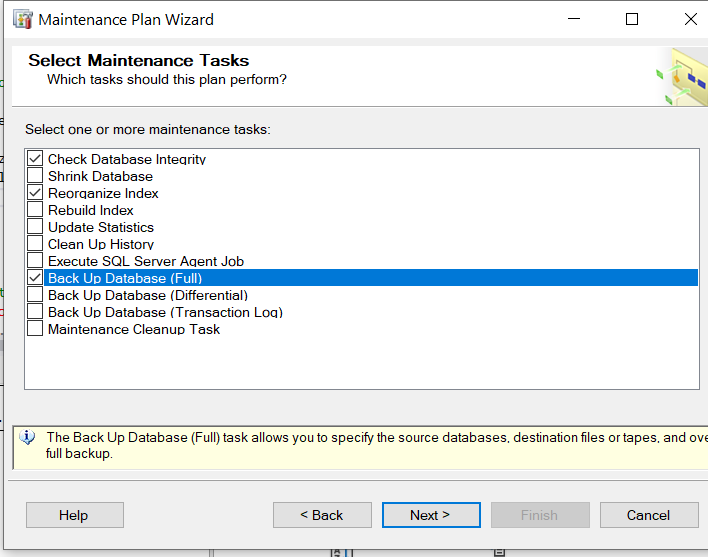 Maintenance Plan Wizard
Select Maintenance Tasks
Which tasks should this plan perform?
Select one or more maintenance tasks:
Check Database Integrity
Shrink Database
Reorganize Index
Rebuild Index
Update Statistics
Clean Up History
Execute SQL Server Agent Job
Back Up Database (Full)
Back Up Database (Differential)
Back Up Database (Transaction Log)
Maintenance Cleanup Task
The Back Up Database (Full) task allows you to specify the source databases, destination files or tapes, and ove
full backup.
Help
< Back
Next >
Finish
Cancel